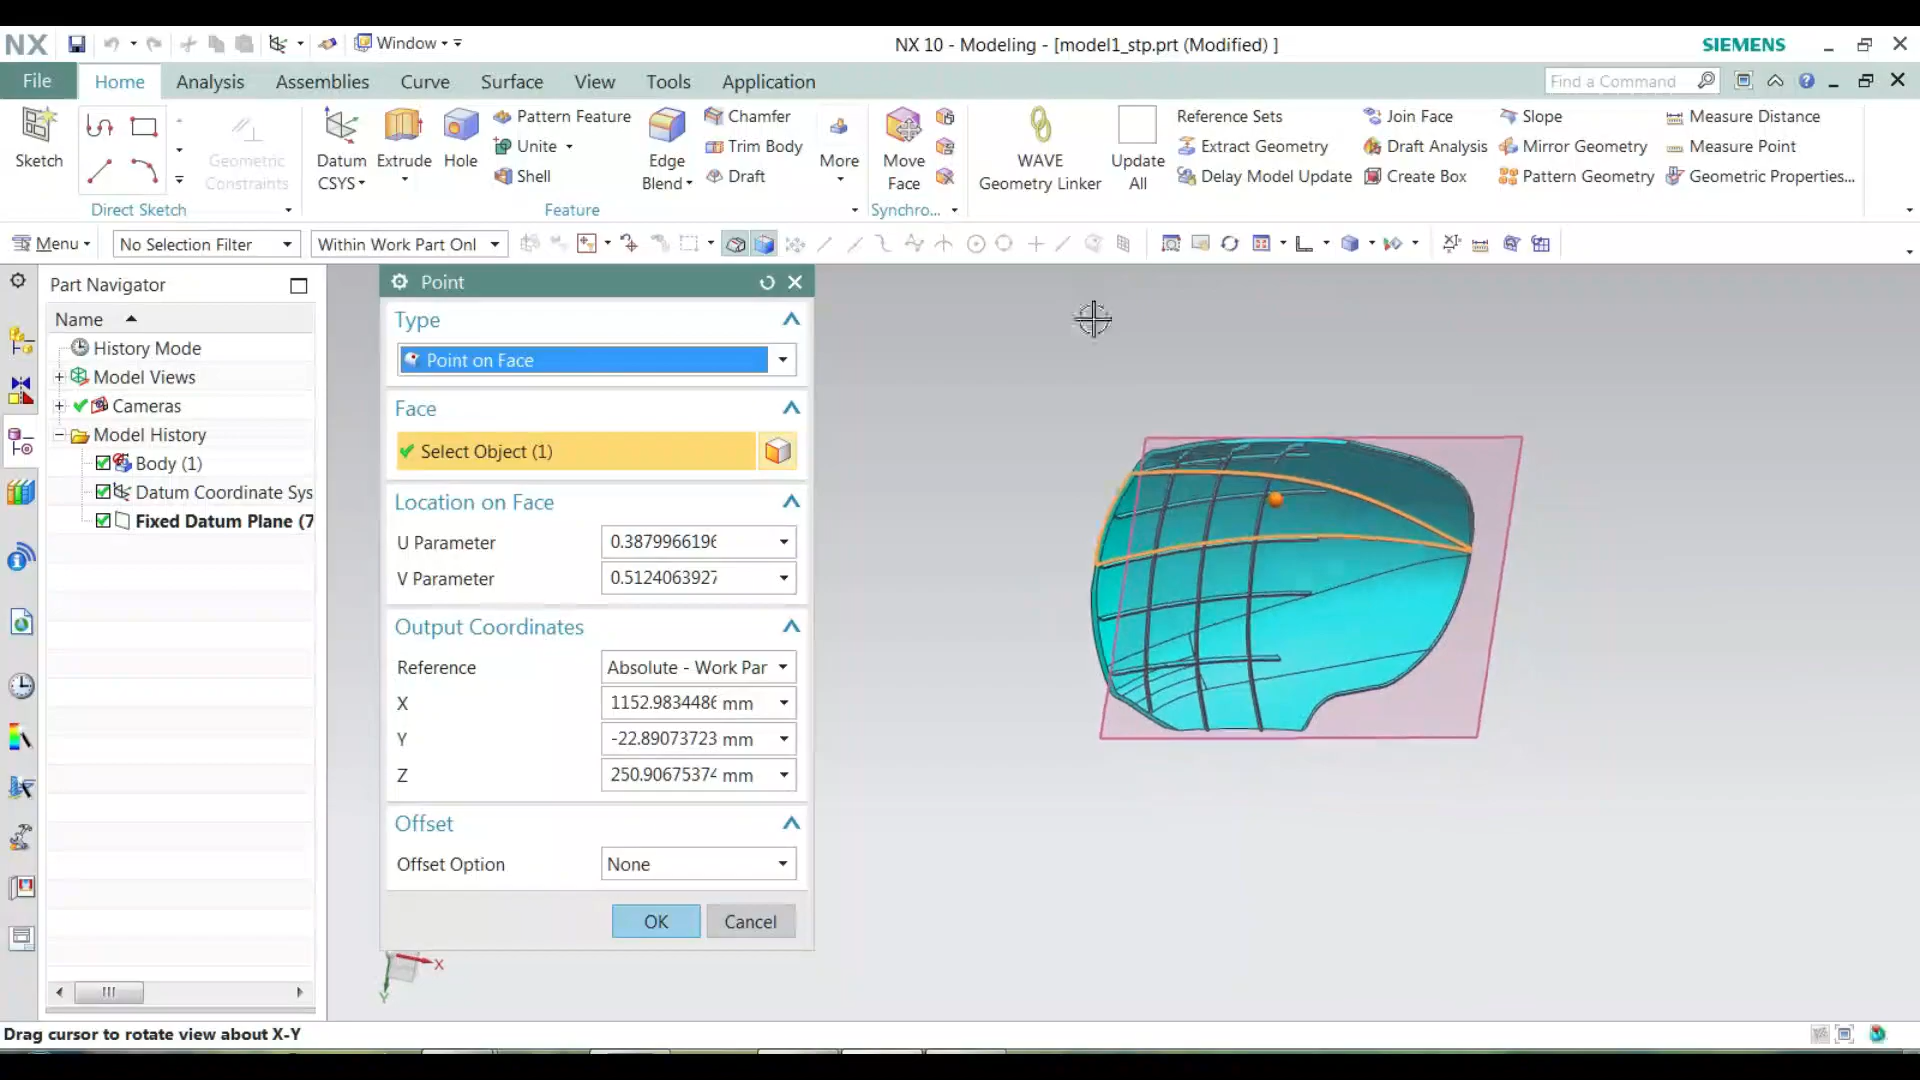 NX
Window
NX 10 - Modeling - [model1_stp.prt (Modified) ]
SIEMENS
File
Home
Analysis
Assemblies
Curve
Surface
View
Tools
Application
Find a Command
Sketch
Geometric
Constraints
Direct Sketch
Datum
CSYS
Extrude
Hole
Pattern Feature
Unite
Shell
Edge
Blend
Chamfer
Trim Body
Draft
More
Feature
Move
Face
Synchro...
WAVE
Geometry Linker
Update
All
Reference Sets
Extract Geometry
Delay Model Update
Join Face
Draft Analysis
Create Box
Slope
Mirror Geometry
Pattern Geometry
Measure Distance
Measure Point
Geometric Properties...
Menu
No Selection Filter
Within Work Part Onl
Part Navigator
Name
History Mode
Model Views
Cameras
Model History
Body (1)
Datum Coordinate Sys
Fixed Datum Plane (7
Point
Type
Point on Face
Face
Select Object (1)
Location on Face
U Parameter 0.3879966196
V Parameter 0.5124063927
Output Coordinates
Reference Absolute - Work Par
X 1152.9834486 mm
Y -22.89073723 mm
Z 250.90675374 mm
Offset
Offset Option None
OK Cancel
X
Y
Drag cursor to rotate view about X-Y